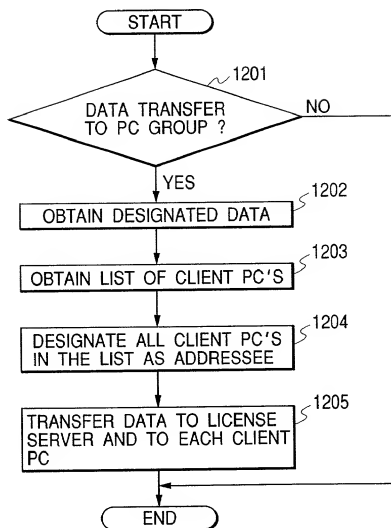 START
1201
DATA TRANSFER
TO PC GROUP ?
NO
YES
1202
OBTAIN DESIGNATED DATA
1203
OBTAIN LIST OF CLIENT PC'S
1204
DESIGNATE ALL CLIENT PC'S
IN THE LIST AS ADDRESSEE
1205
TRANSFER DATA TO LICENSE
SERVER AND TO EACH CLIENT
PC
END